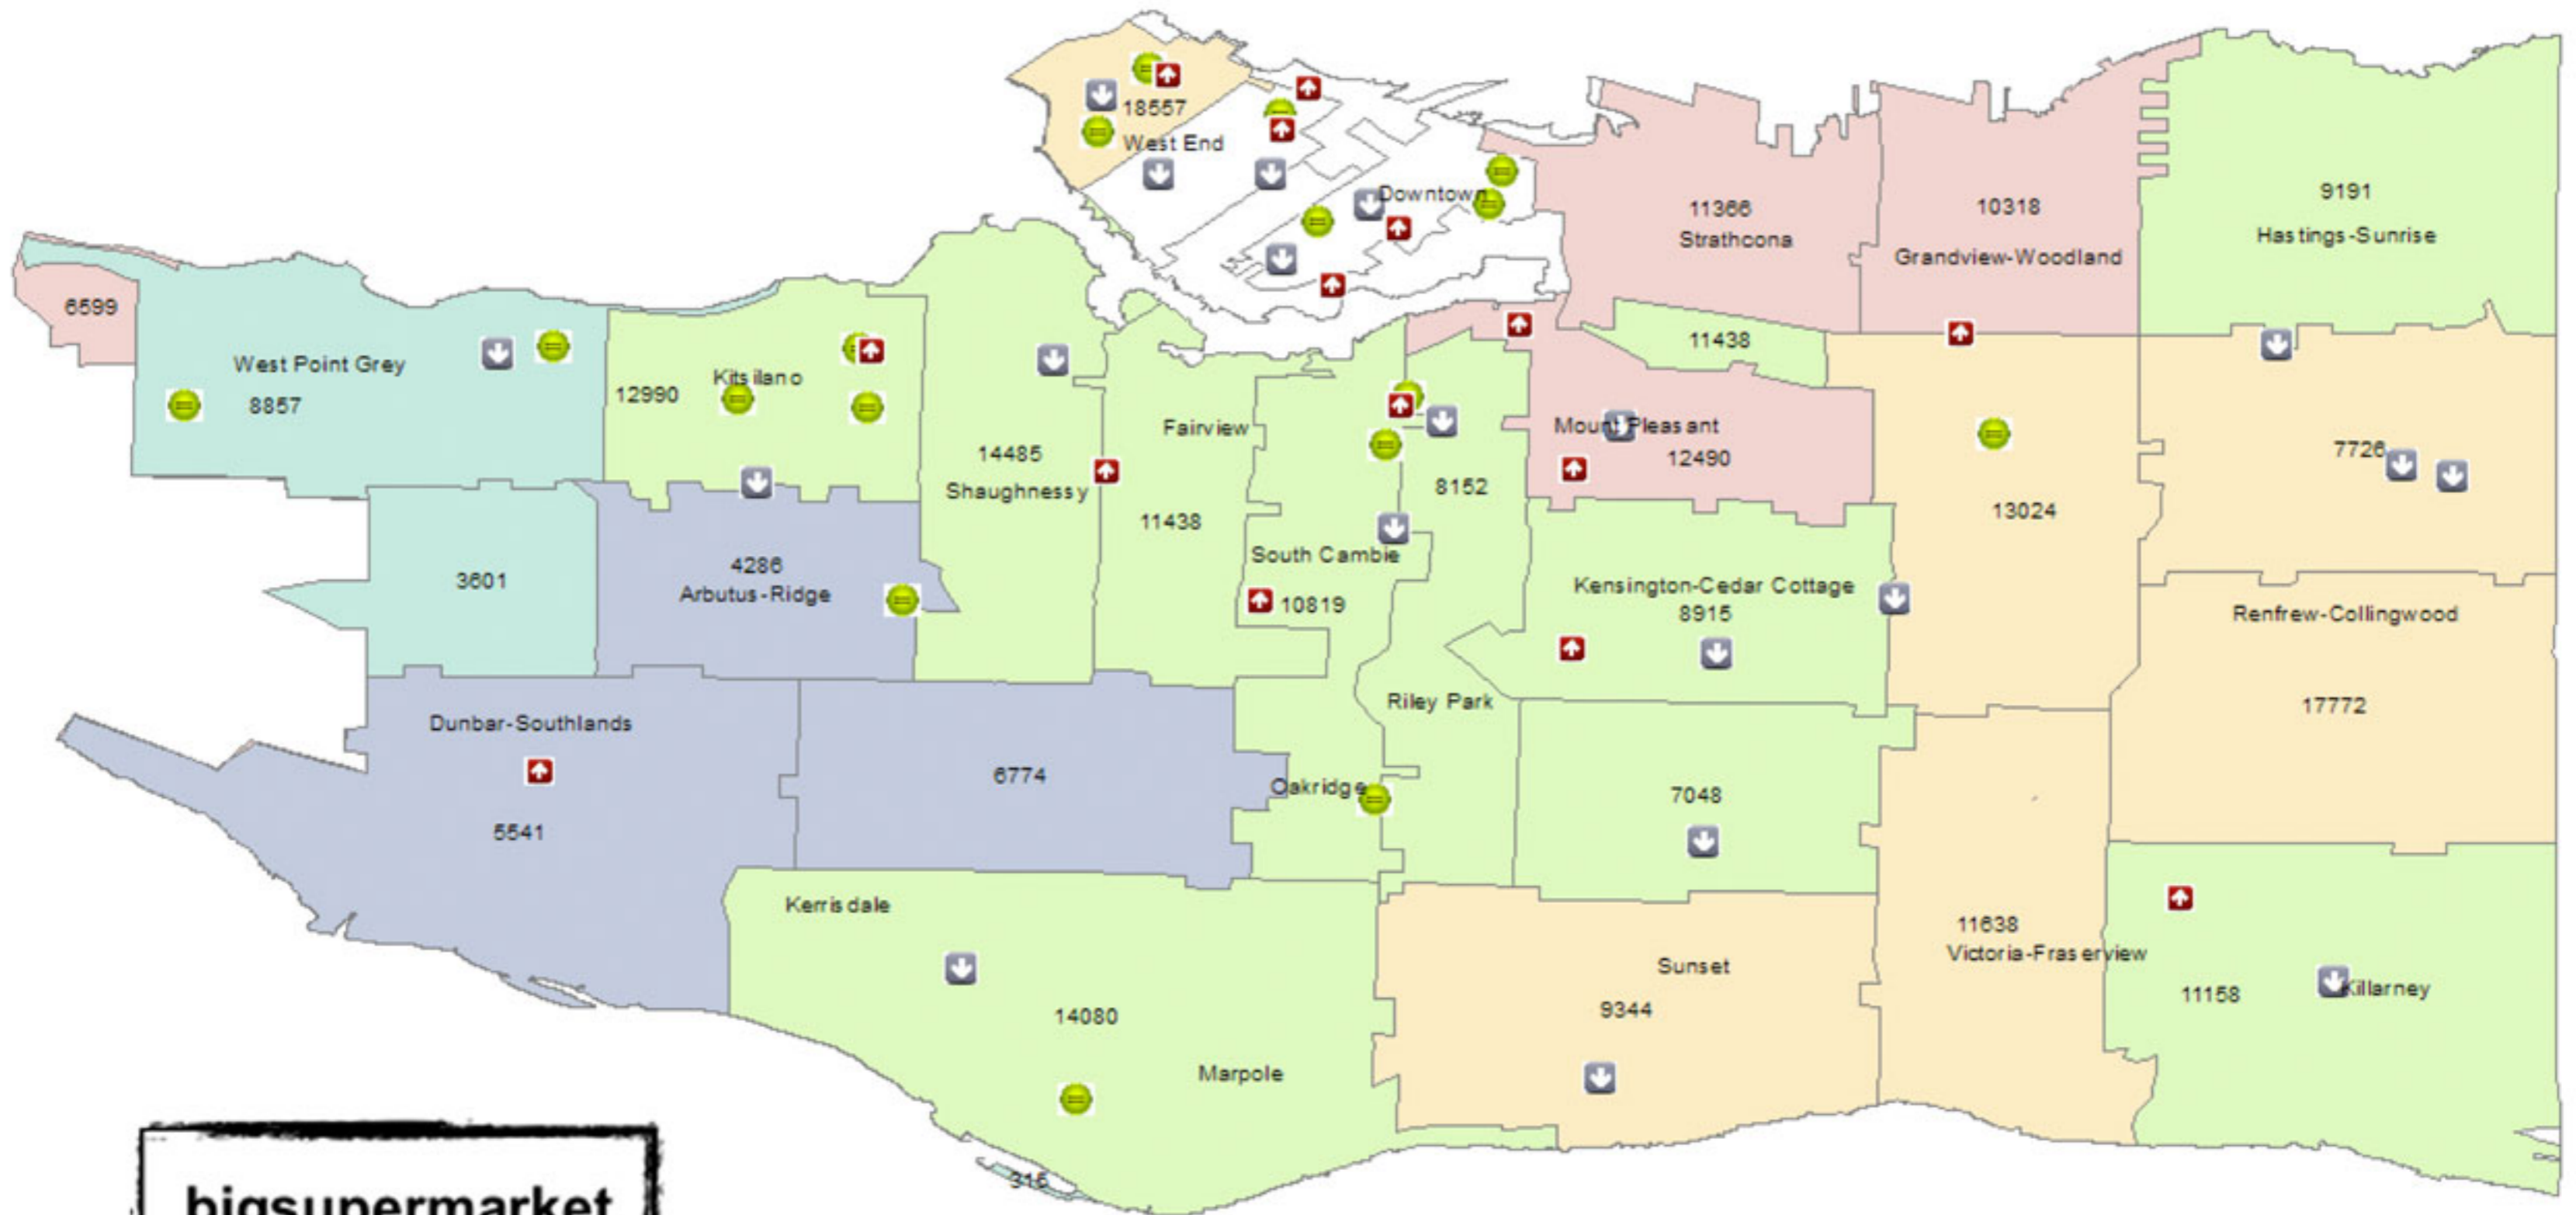 18557
West End
Downtown
11366
Strathcona
10318
Grandview-Woodland
9191
Hastings-Sunrise
6599
West Point Grey
8857
12990
Kitsilano
14485
Shaughnessy
Fairview
11438
11438
Mount Pleasant
12490
8152
South Cambie
10819
13024
7726
3601
4286
Arbutus-Ridge
Kensington-Cedar Cottage
8915
Renfrew-Collingwood
17772
Riley Park
Dunbar-Southlands
5541
6774
Oakridge
7048
Kerrisdale
14080
Marpole
Sunset
9344
11638
Victoria-Fraserview
11158
Killarney
315
bigsupermarket